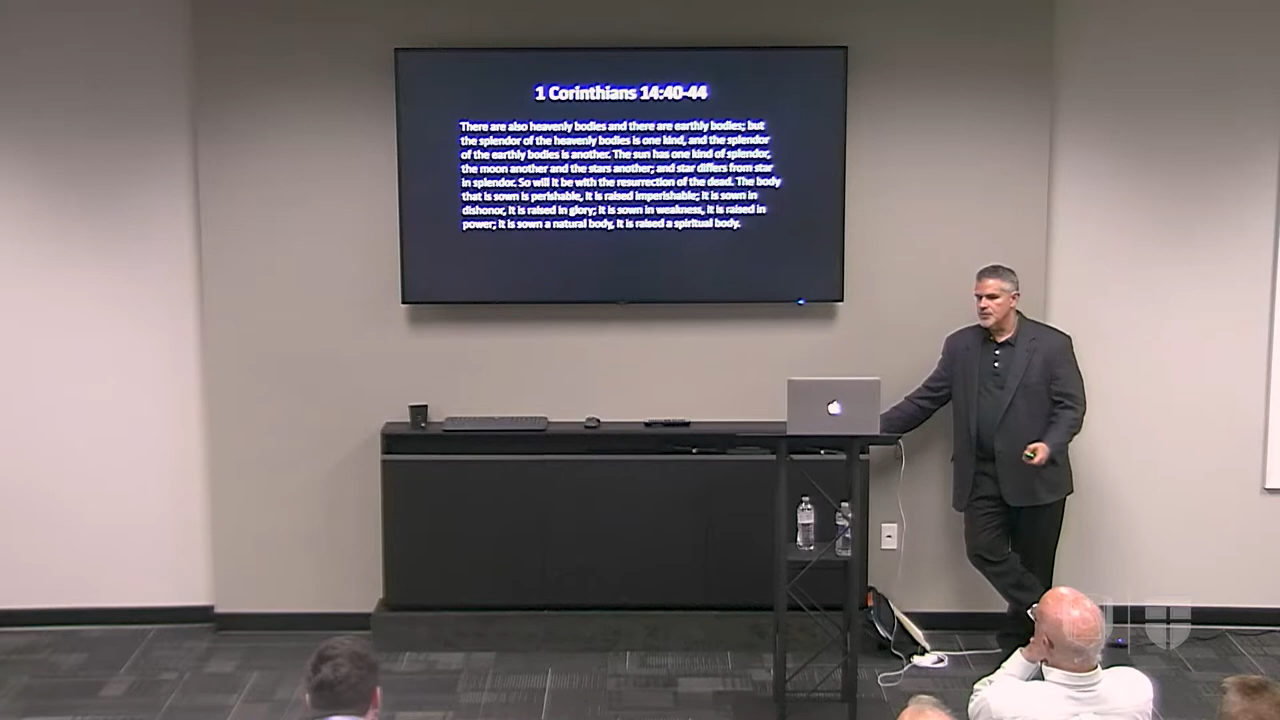 1 Corinthians 14:40-44
There are also heavenly bodies and there are earthly bodies; but
the splendor of the heavenly bodies is one kind, and the splendor
of the earthly bodies is another. The sun has one kind of splendor,
the moon another and the stars another; and star differs from star
in splendor. So will it be with the resurrection of the dead. The body
that is sown is perishable, it is raised imperishable; it is sown in
dishonor, it is raised in glory; it is sown in weakness, it is raised in
power; it is sown a natural body, it is raised a spiritual body.